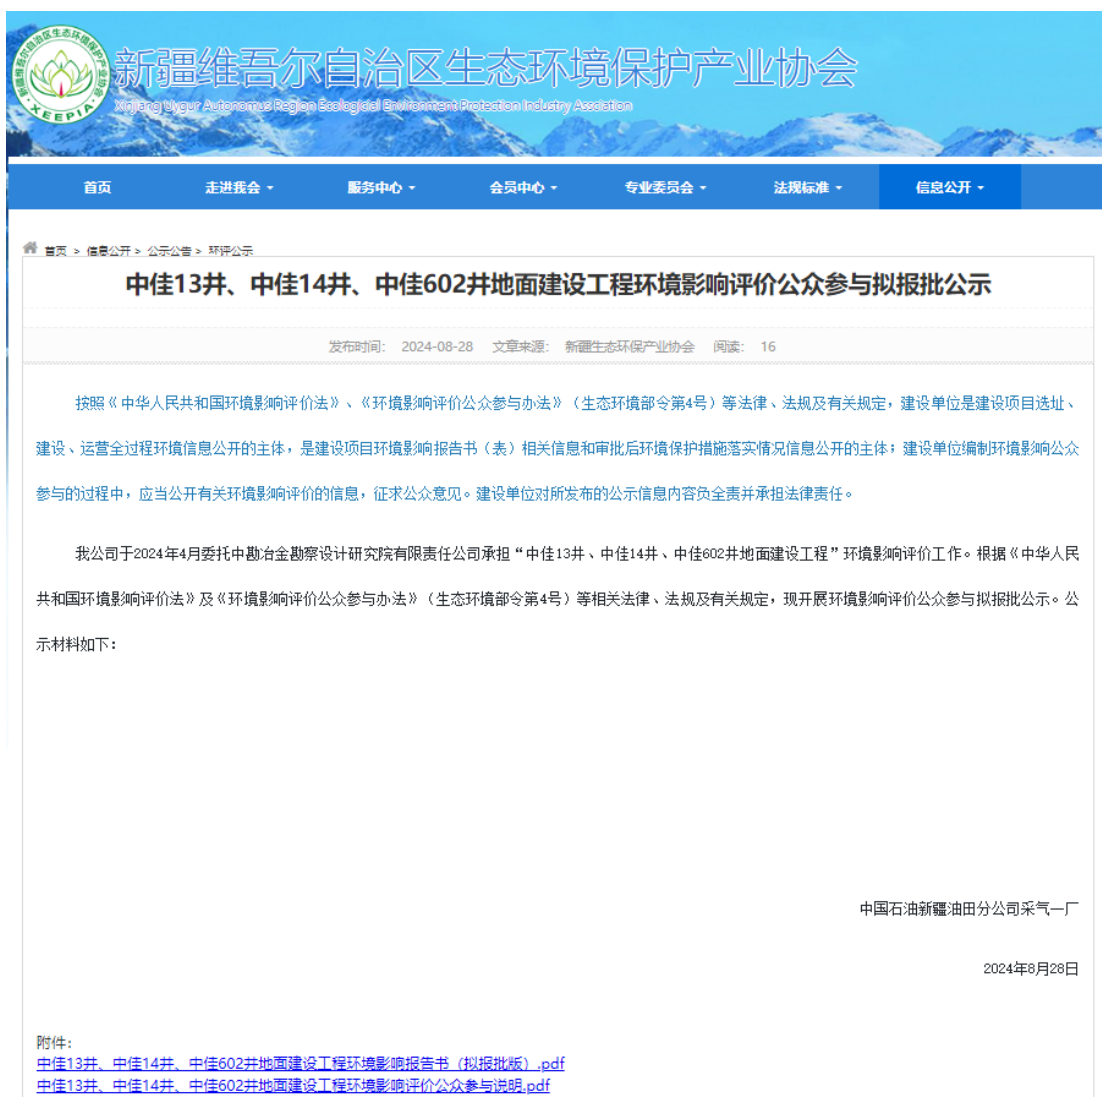 新疆维吾尔自治区生态环境保护产业协会
XEEPIA
新疆维吾尔自治区生态环境保护产业协会
Xinjiang Uygur Autonomus Region Ecologicial Environment Protection Industry Assciation
首页 走进我会 服务中心 会员中心 专业委员会 法规标准 信息公开
首页 > 信息公开 > 公示公告 > 环评公示
中佳13井、中佳14井、中佳602井地面建设工程环境影响评价公众参与拟报批公示
发布时间: 2024-08-28 文章来源: 新疆生态环保产业协会 阅读: 16
按照《中华人民共和国环境影响评价法》、《环境影响评价公众参与办法》（生态环境部令第4号）等法律、法规及有关规定，建设单位是建设项目选址、
建设、运营全过程环境信息公开的主体，是建设项目环境影响报告书（表）相关信息和审批后环境保护措施落实情况信息公开的主体；建设单位编制环境影响公众
参与的过程中，应当公开有关环境影响评价的信息，征求公众意见。建设单位对所发布的公示信息内容负全责并承担法律责任。
我公司于2024年4月委托中勘冶金勘察设计研究院有限责任公司承担“中佳13井、中佳14井、中佳602井地面建设工程”环境影响评价工作。根据《中华人民
共和国环境影响评价法》及《环境影响评价公众参与办法》（生态环境部令第4号）等相关法律、法规及有关规定，现开展环境影响评价公众参与拟报批公示。公
示材料如下：
中国石油新疆油田分公司采气一厂
2024年8月28日
附件:
中佳13井、中佳14井、中佳602井地面建设工程环境影响报告书（拟报批版）.pdf
中佳13井、中佳14井、中佳602井地面建设工程环境影响评价公众参与说明.pdf